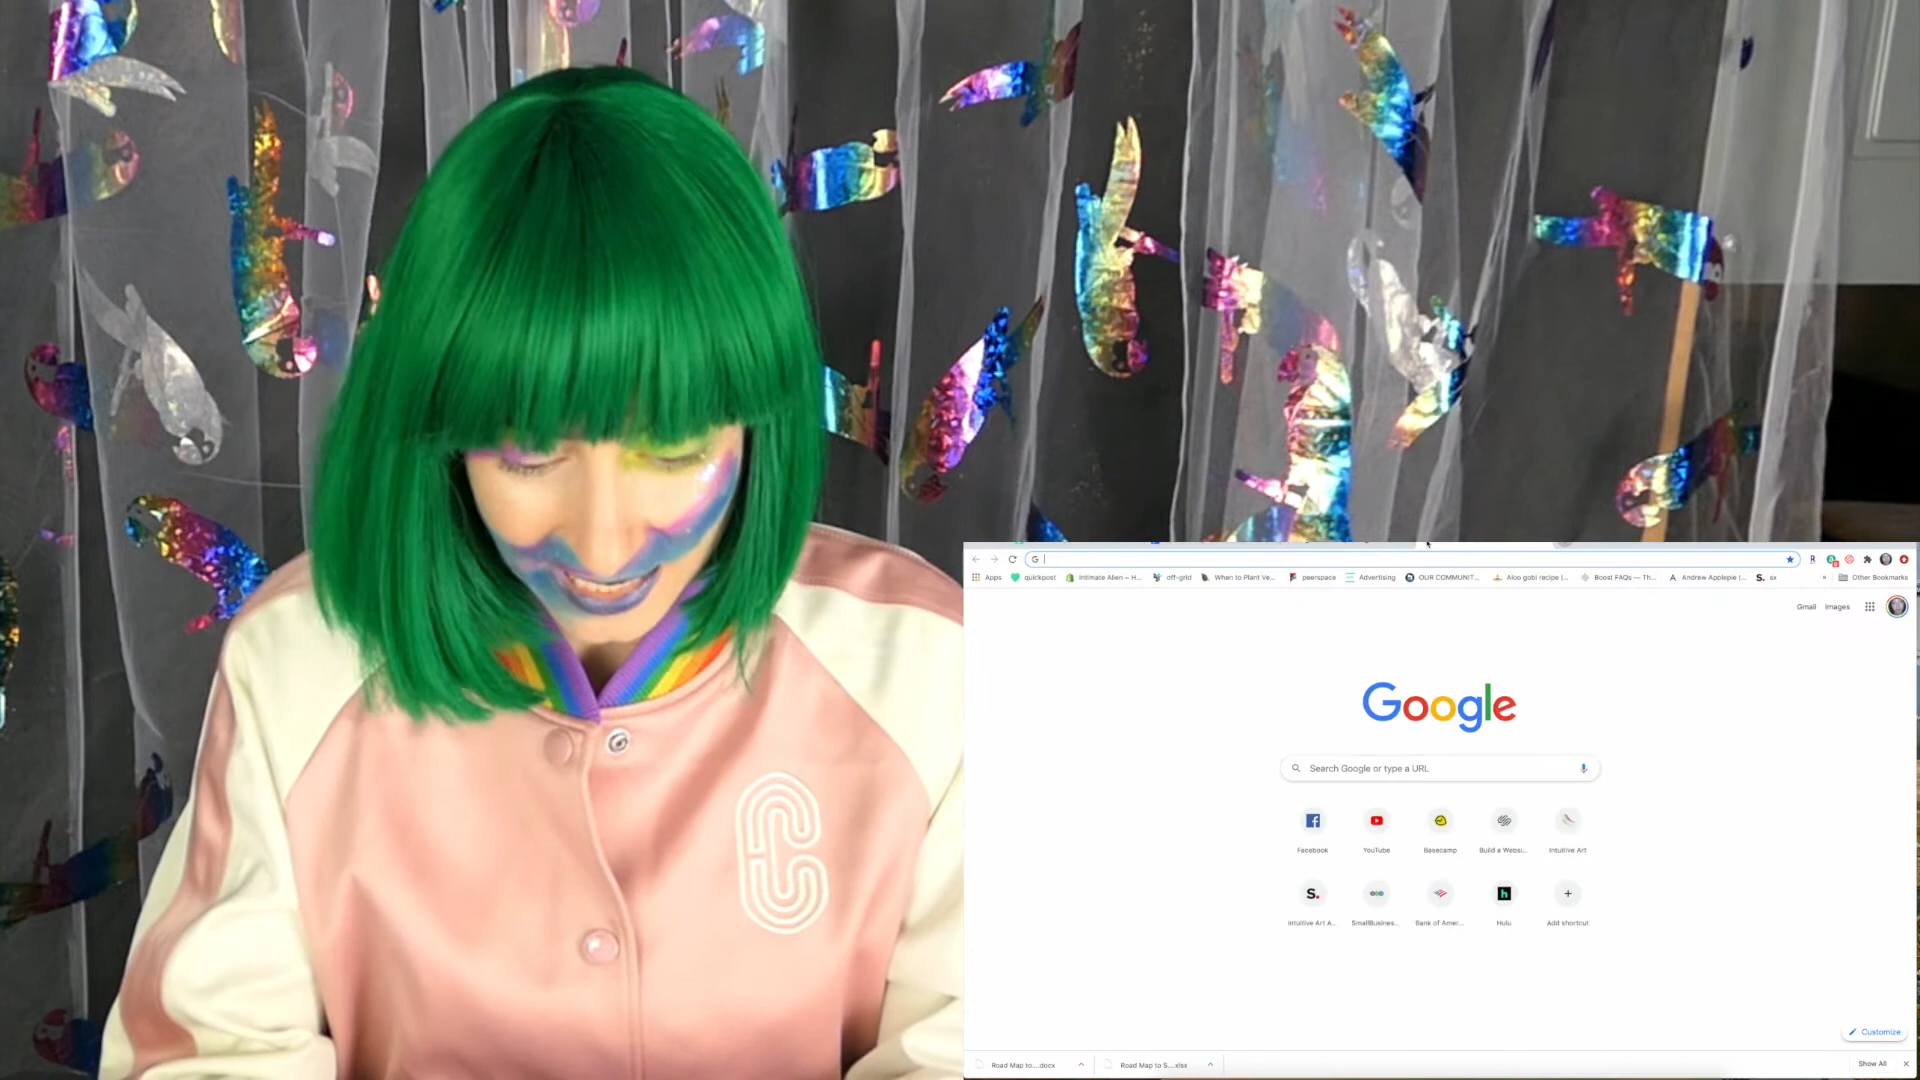 G
Apps quickpost Intimate Alien – H... off-grid When to Plant Ve... peerspace Advertising OUR COMMUNIT... Aloo gobi recipe |... Boost FAQs — Th... Andrew Applepie |... S. sx » Other Bookmarks
Gmail Images
Google
Search Google or type a URL
Facebook YouTube Basecamp Build a Websi... Intuitive Art
S. h
Intuitive Art A... SmallBusines... Bank of Amer... Hulu Add shortcut
C
Customize
Road Map to....docx Road Map to S....xlsx Show All